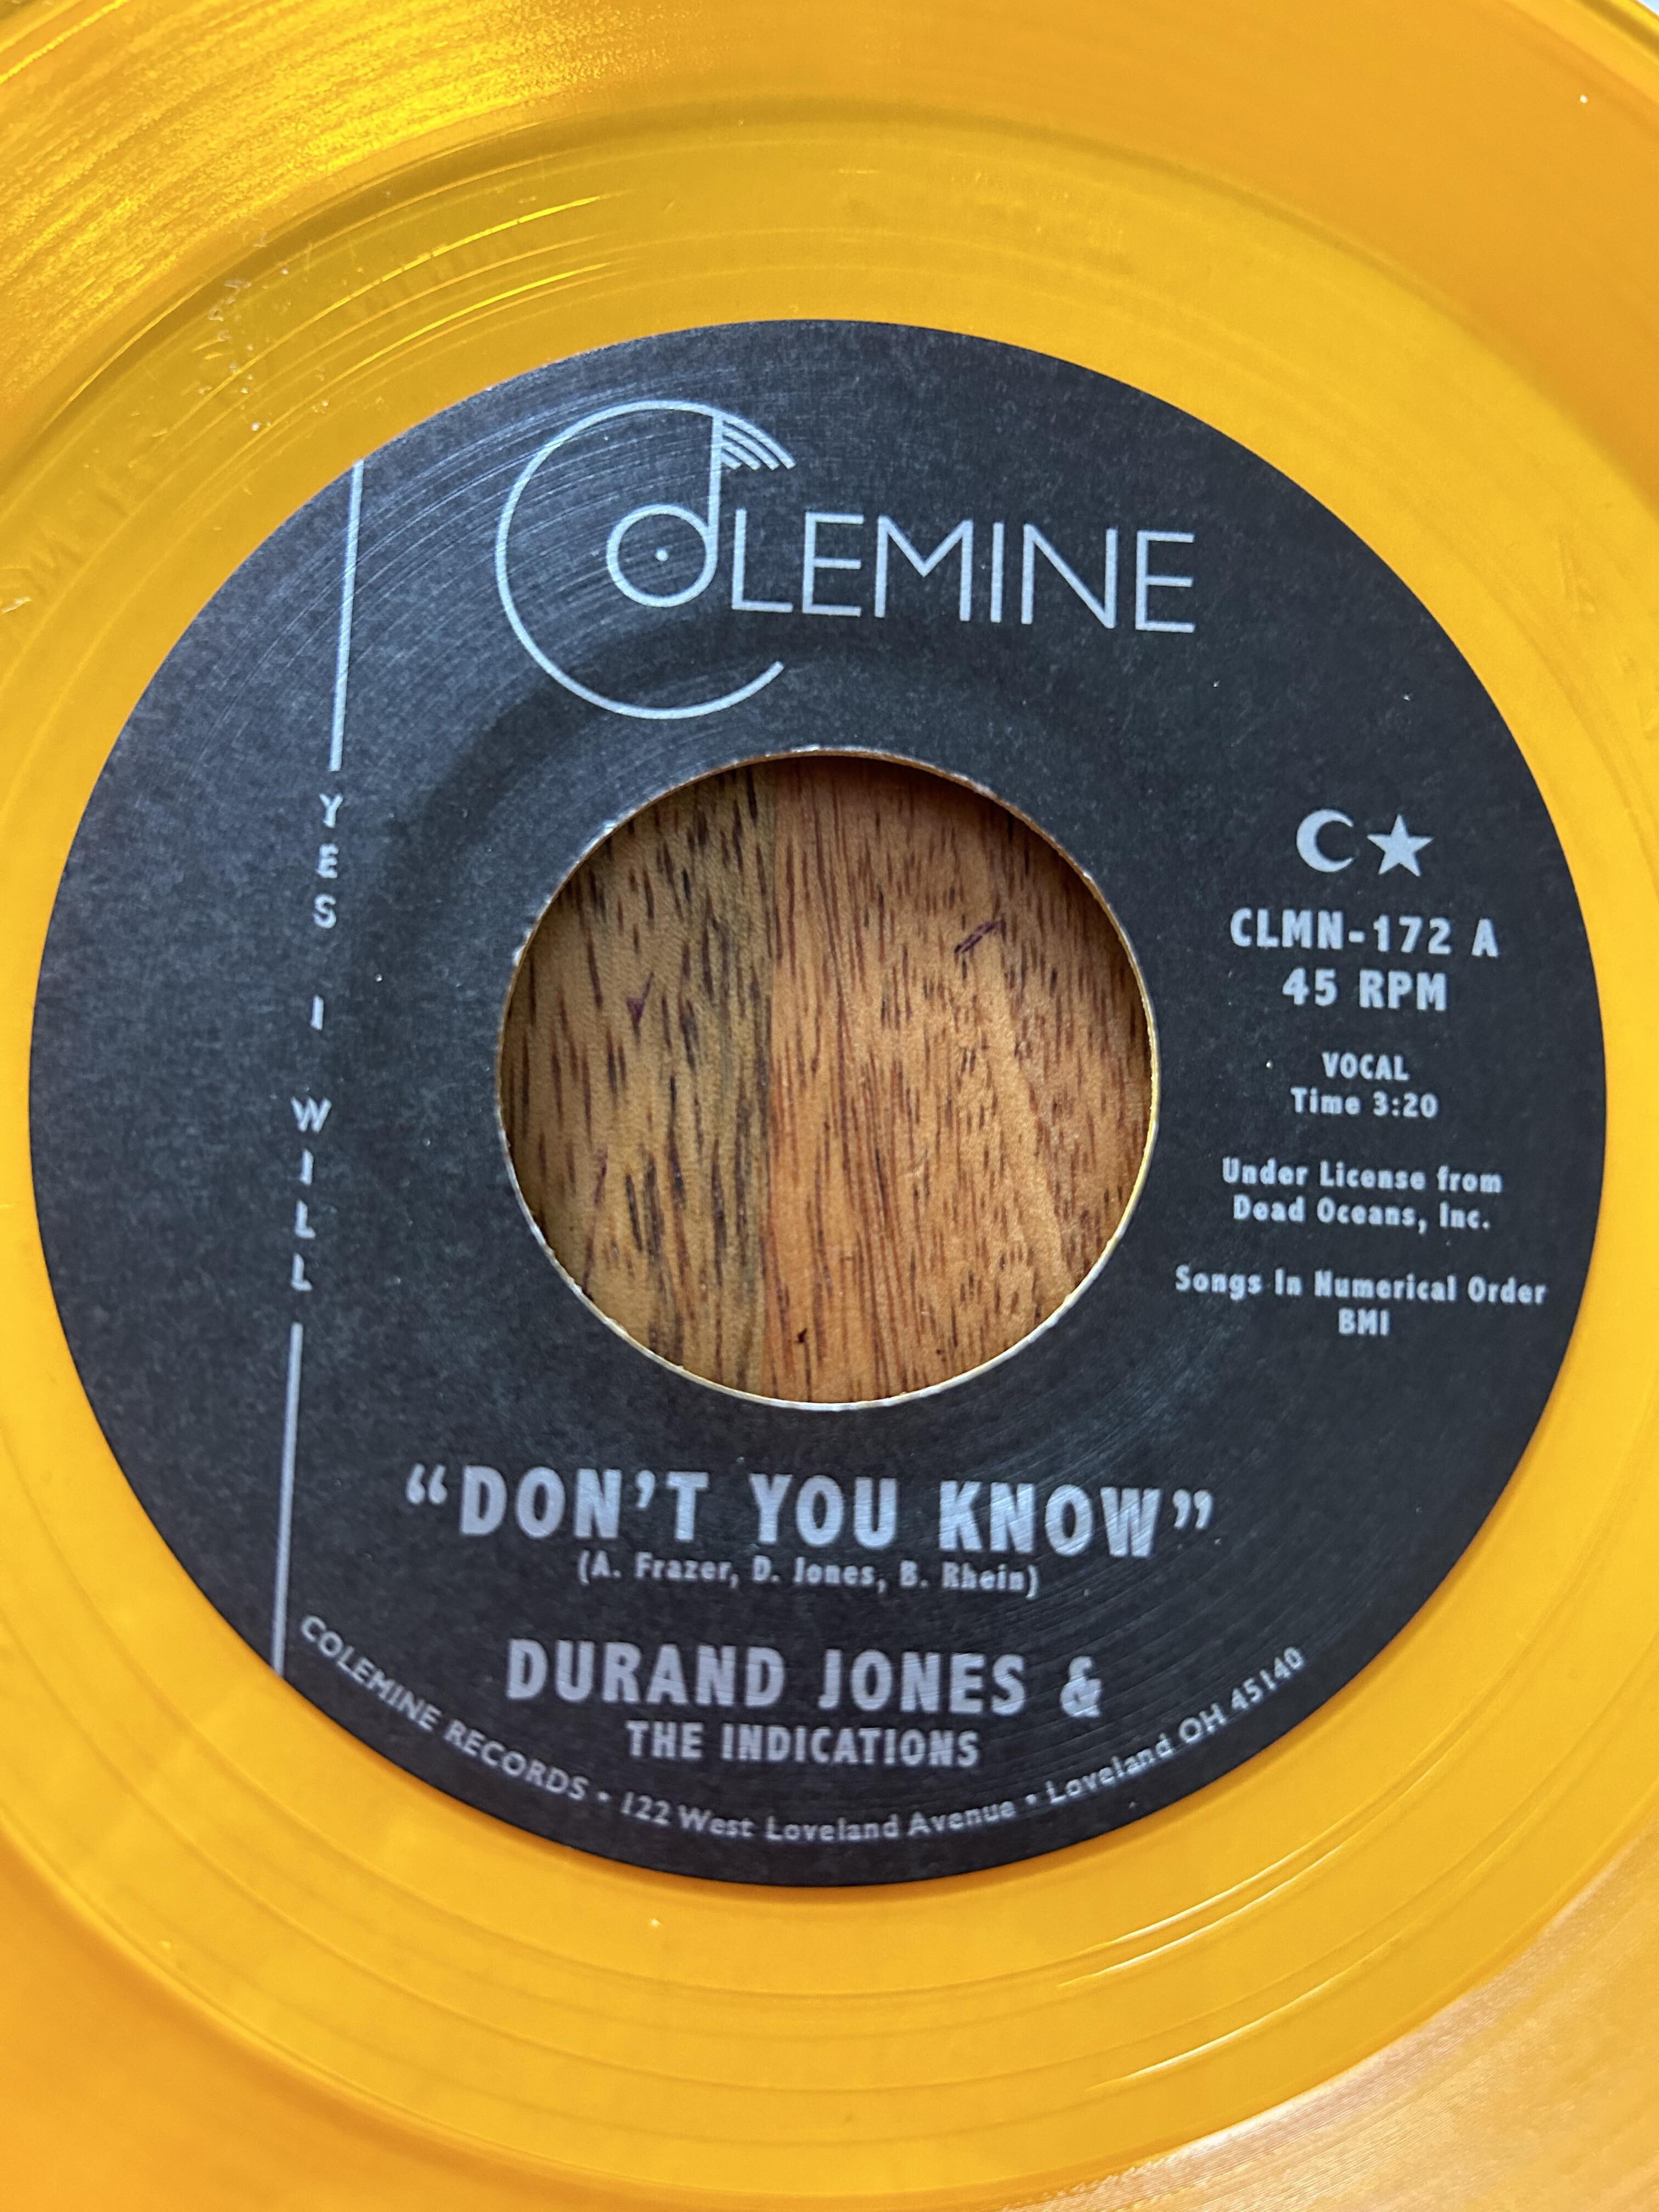 COLEMINE
YES I WILL
CLMN-172 A
45 RPM
VOCAL
Time 3:20
Under License from
Dead Oceans, Inc.
Songs In Numerical Order
BMI
“DON’T YOU KNOW”
(A. Frazer, D. Jones, B. Rhein)
DURAND JONES &
THE INDICATIONS
COLEMINE RECORDS • 122 West Loveland Avenue • Loveland OH 45140